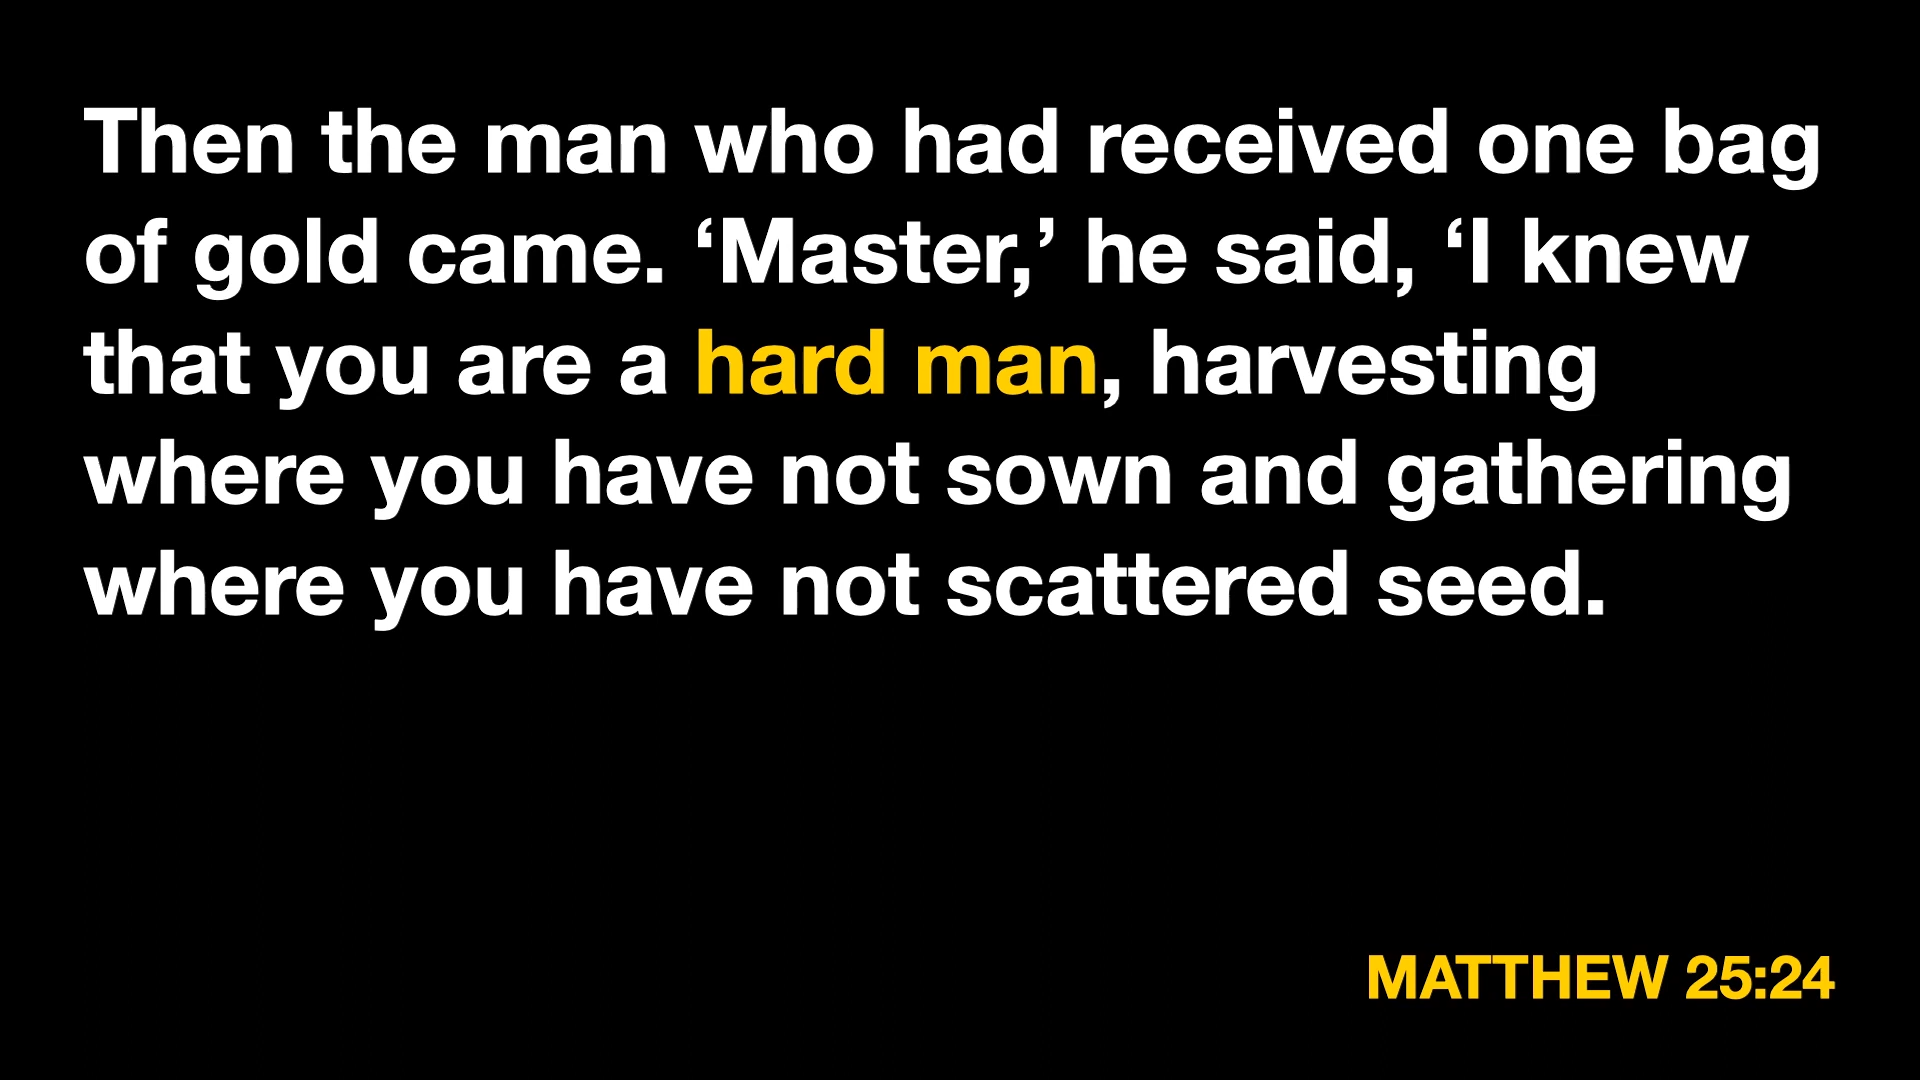 Then the man who had received one bag
of gold came. ‘Master,’ he said, ‘I knew
that you are a hard man, harvesting
where you have not sown and gathering
where you have not scattered seed.
MATTHEW 25:24